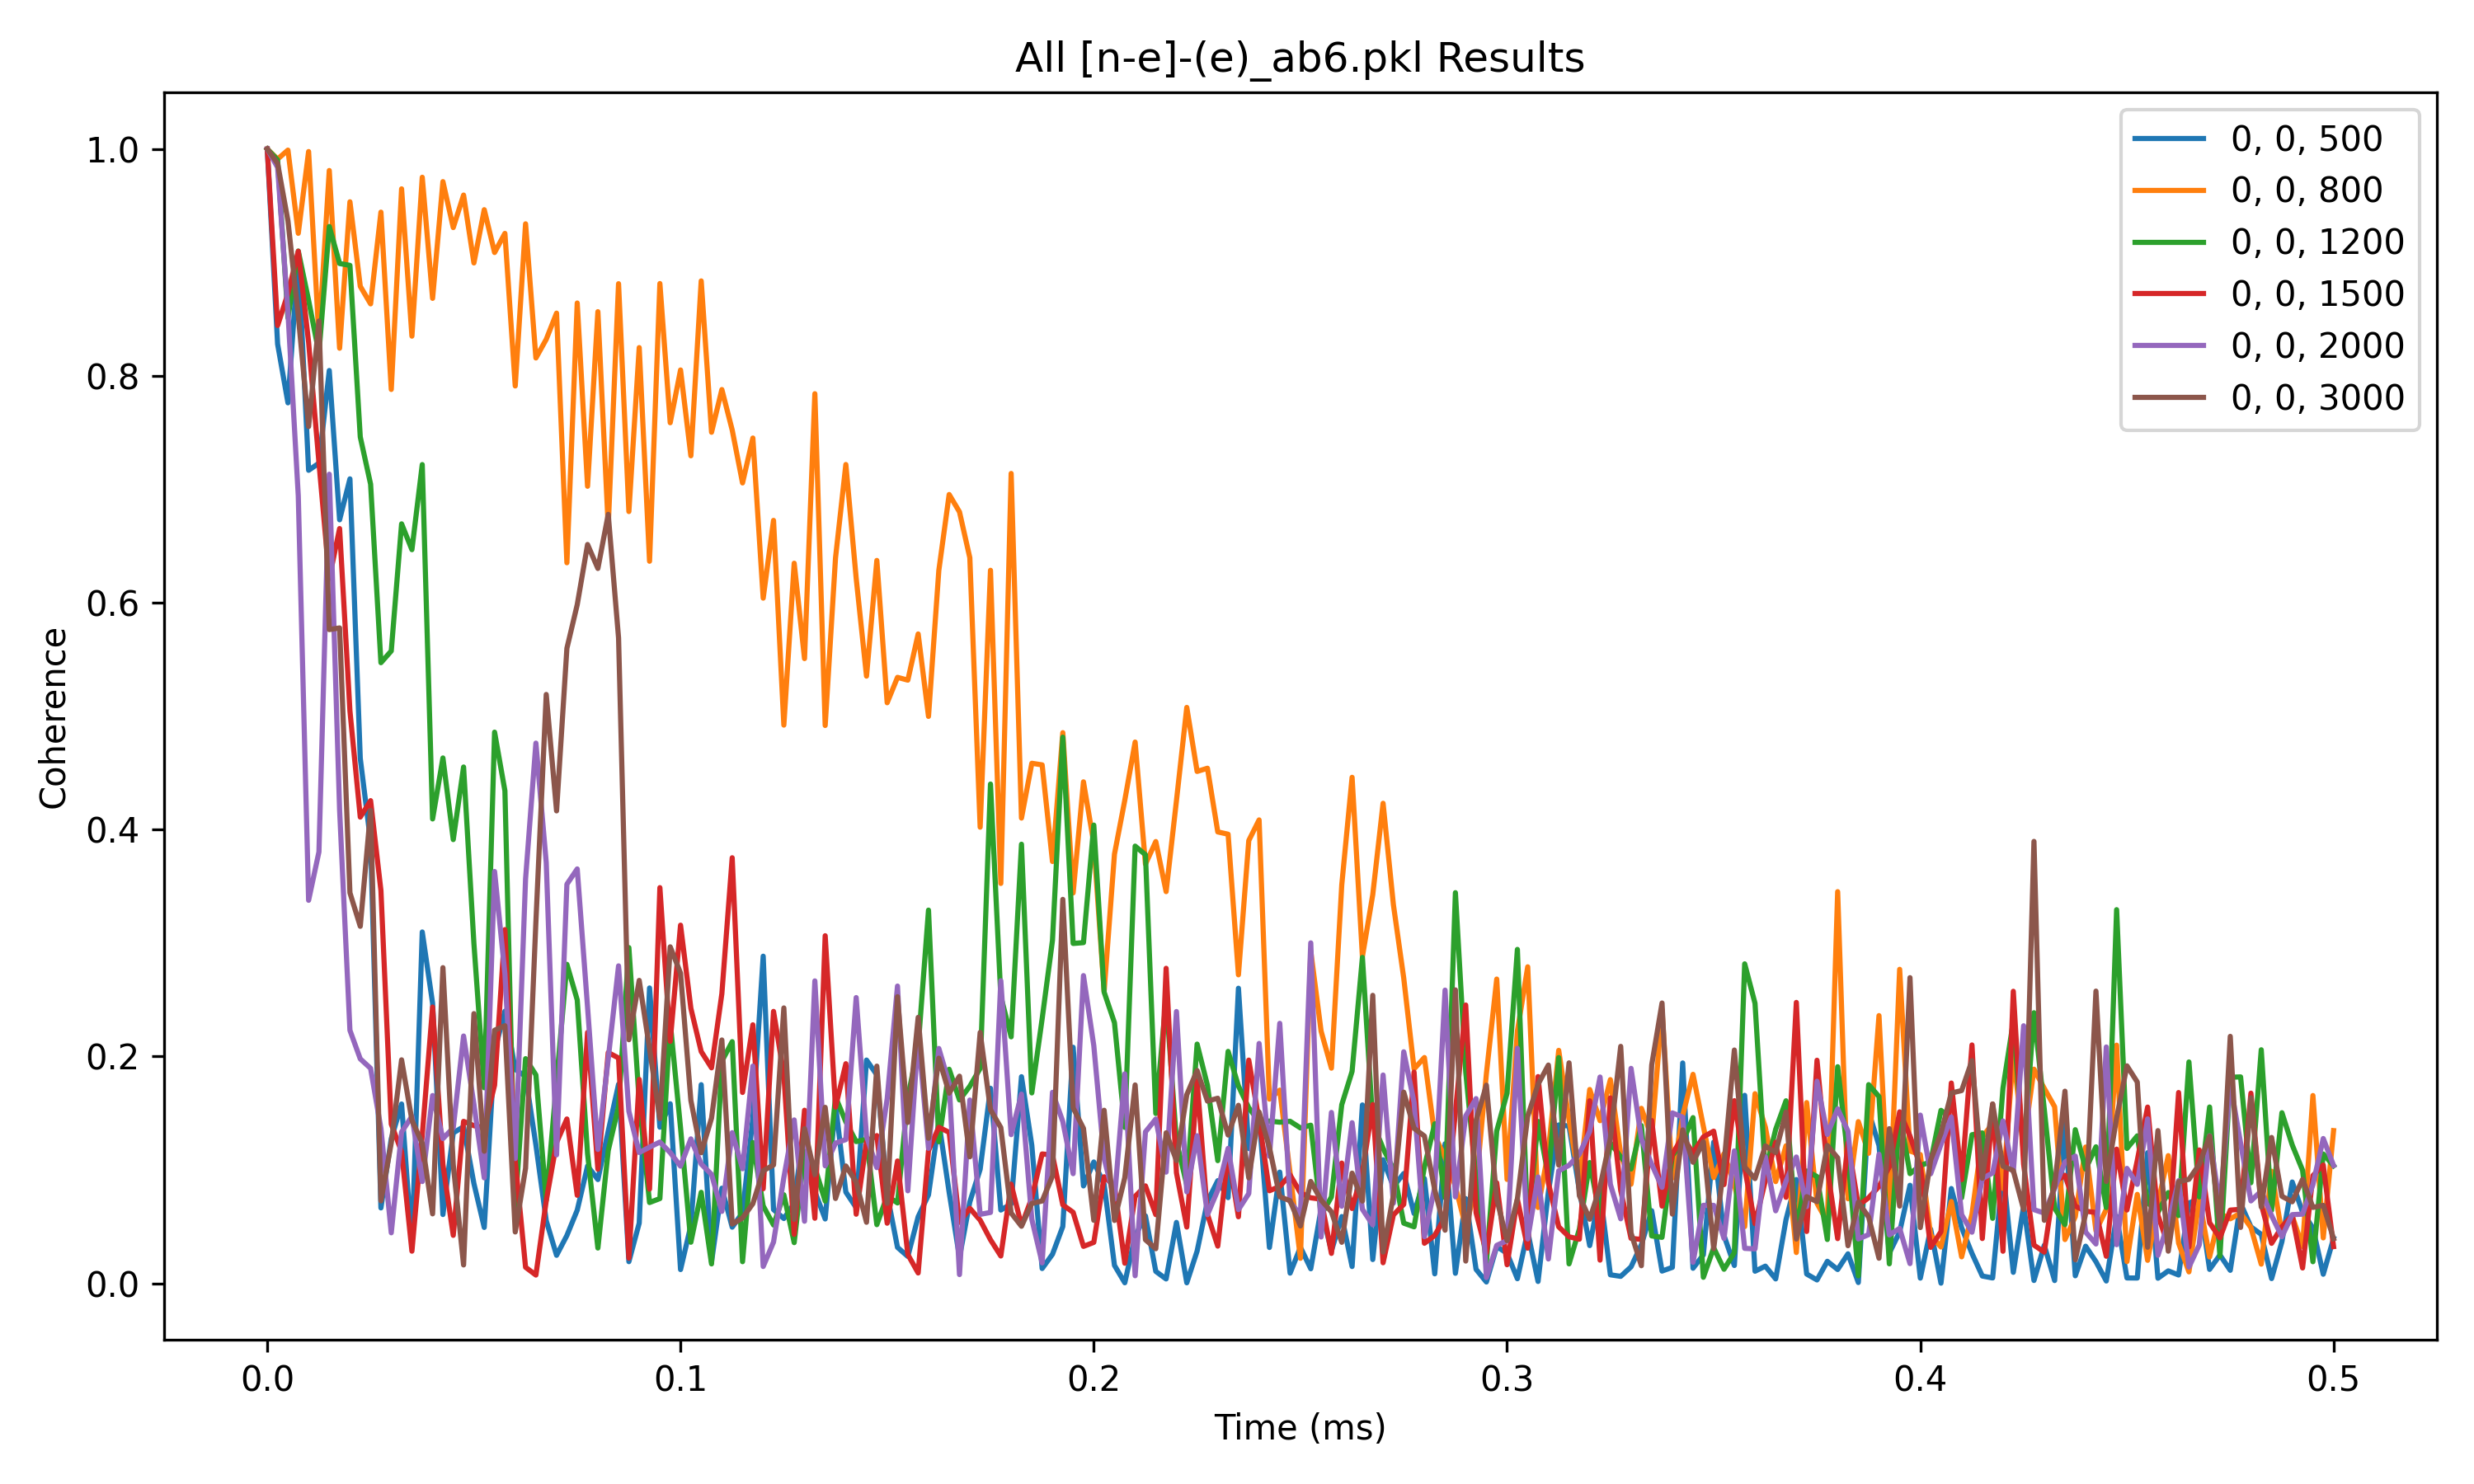 All [n-e]-(e)_ab6.pkl Results
0, 0, 500
0, 0, 800
0, 0, 1200
0, 0, 1500
0, 0, 2000
0, 0, 3000
Coherence
1.0
0.8
0.6
0.4
0.2
0.0
0.0 0.1 0.2 0.3 0.4 0.5
Time (ms)